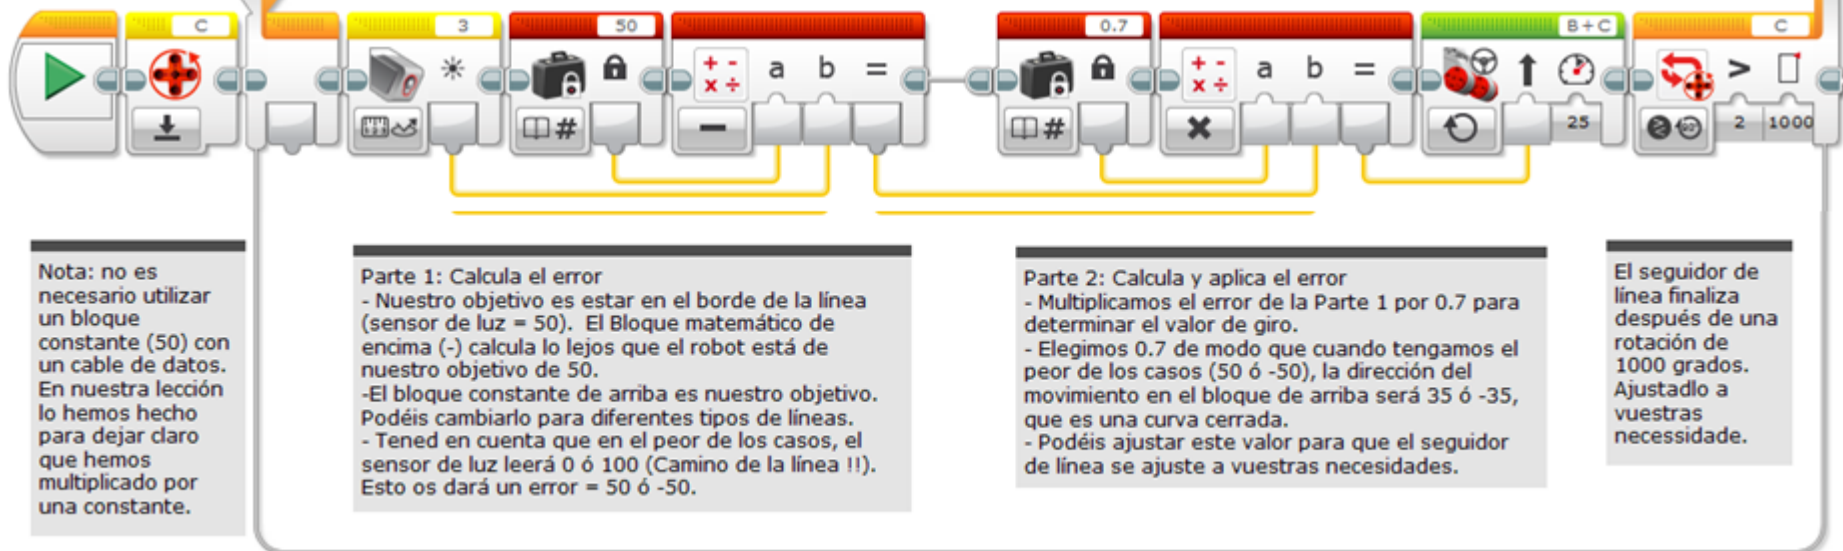 C
3
50
0.7
B+C
C
a b =
a b =
>
#
#
25
2
1000
Nota: no es
necesario utilizar
un bloque
constante (50) con
un cable de datos.
En nuestra lección
lo hemos hecho
para dejar claro
que hemos
multiplicado por
una constante.
Parte 1: Calcula el error
- Nuestro objetivo es estar en el borde de la línea
(sensor de luz = 50). El Bloque matemático de
encima (-) calcula lo lejos que el robot está de
nuestro objetivo de 50.
-El bloque constante de arriba es nuestro objetivo.
Podéis cambiarlo para diferentes tipos de líneas.
- Tened en cuenta que en el peor de los casos, el
sensor de luz leerá 0 ó 100 (Camino de la línea !!).
Esto os dará un error = 50 ó -50.
Parte 2: Calcula y aplica el error
- Multiplicamos el error de la Parte 1 por 0.7 para
determinar el valor de giro.
- Elegimos 0.7 de modo que cuando tengamos el
peor de los casos (50 ó -50), la dirección del
movimiento en el bloque de arriba será 35 ó -35,
que es una curva cerrada.
- Podéis ajustar este valor para que el seguidor
de línea se ajuste a vuestras necesidades.
El seguidor de
línea finaliza
después de una
rotación de
1000 grados.
Ajustadlo a
vuestras
necessidade.